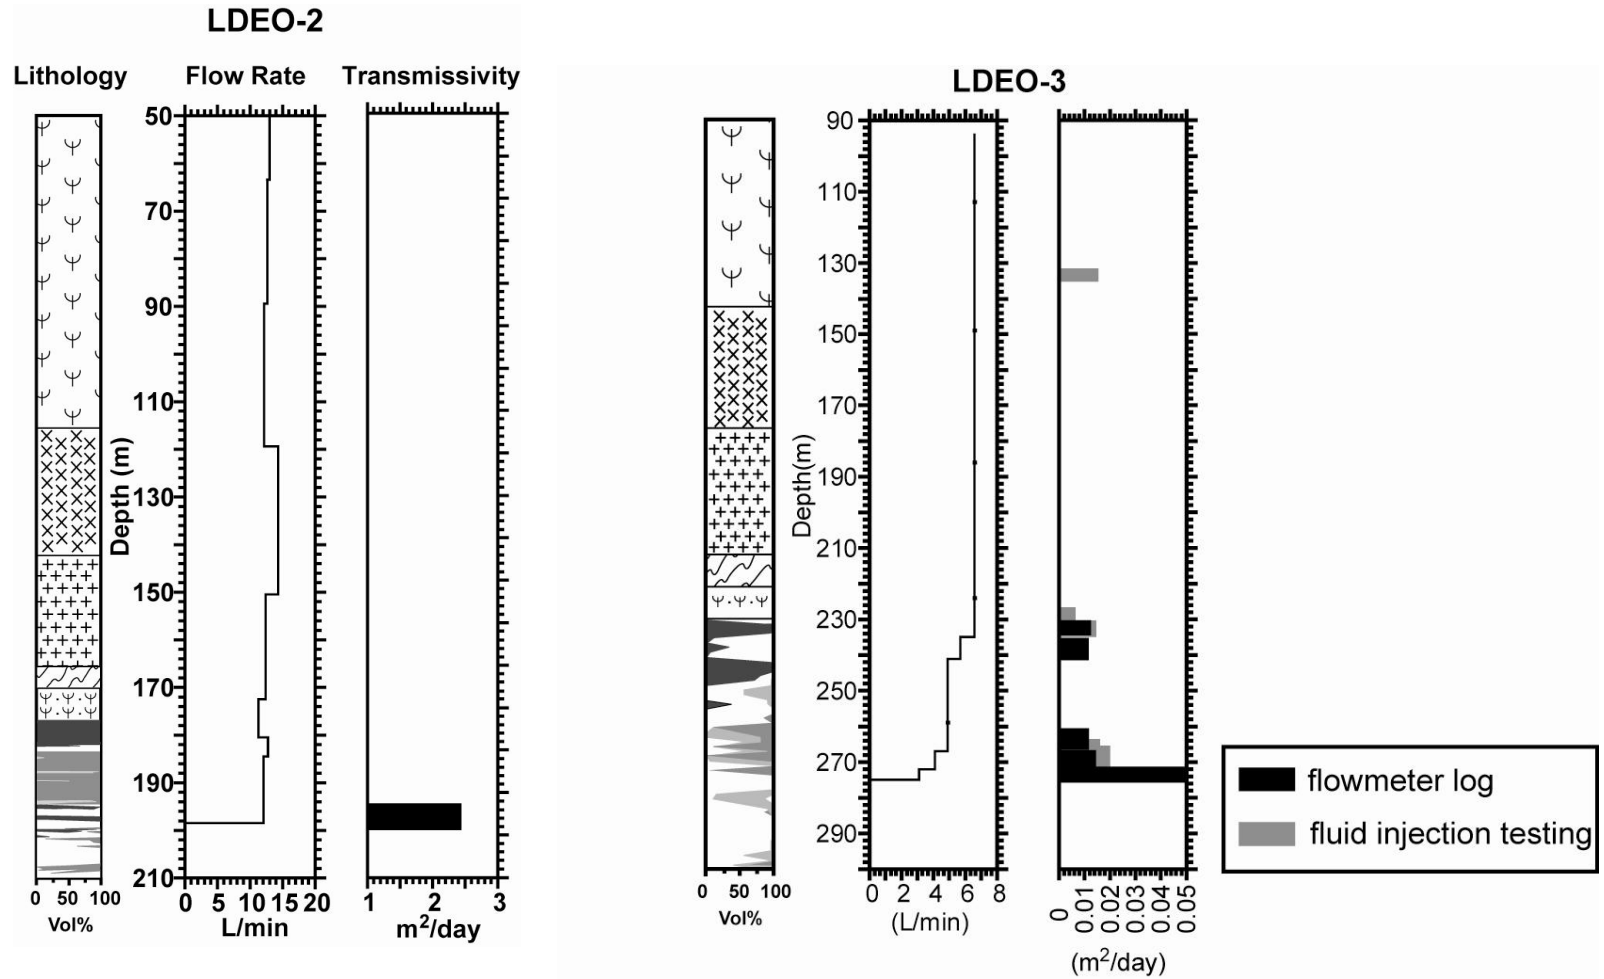 LDEO-2
Lithology Flow Rate Transmissivity
50
70
90
110
130
150
170
190
210
Depth (m)
0 50 100
Vol%
0 5 10 15 20
L/min
1 2 3
m²/day
LDEO-3
90
110
130
150
170
190
210
230
250
270
290
Depth(m)
0 50 100
Vol%
0 2 4 6 8
(L/min)
0 0.01 0.02 0.03 0.04 0.05
(m²/day)
flowmeter log
fluid injection testing